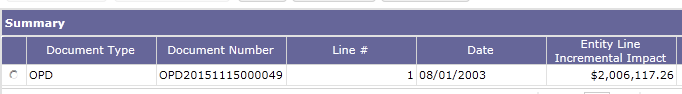 Summary
Document Type Document Number Line # Date Entity Line Incremental Impact
OPD OPD20151115000049 1 08/01/2003 $2,006,117.26